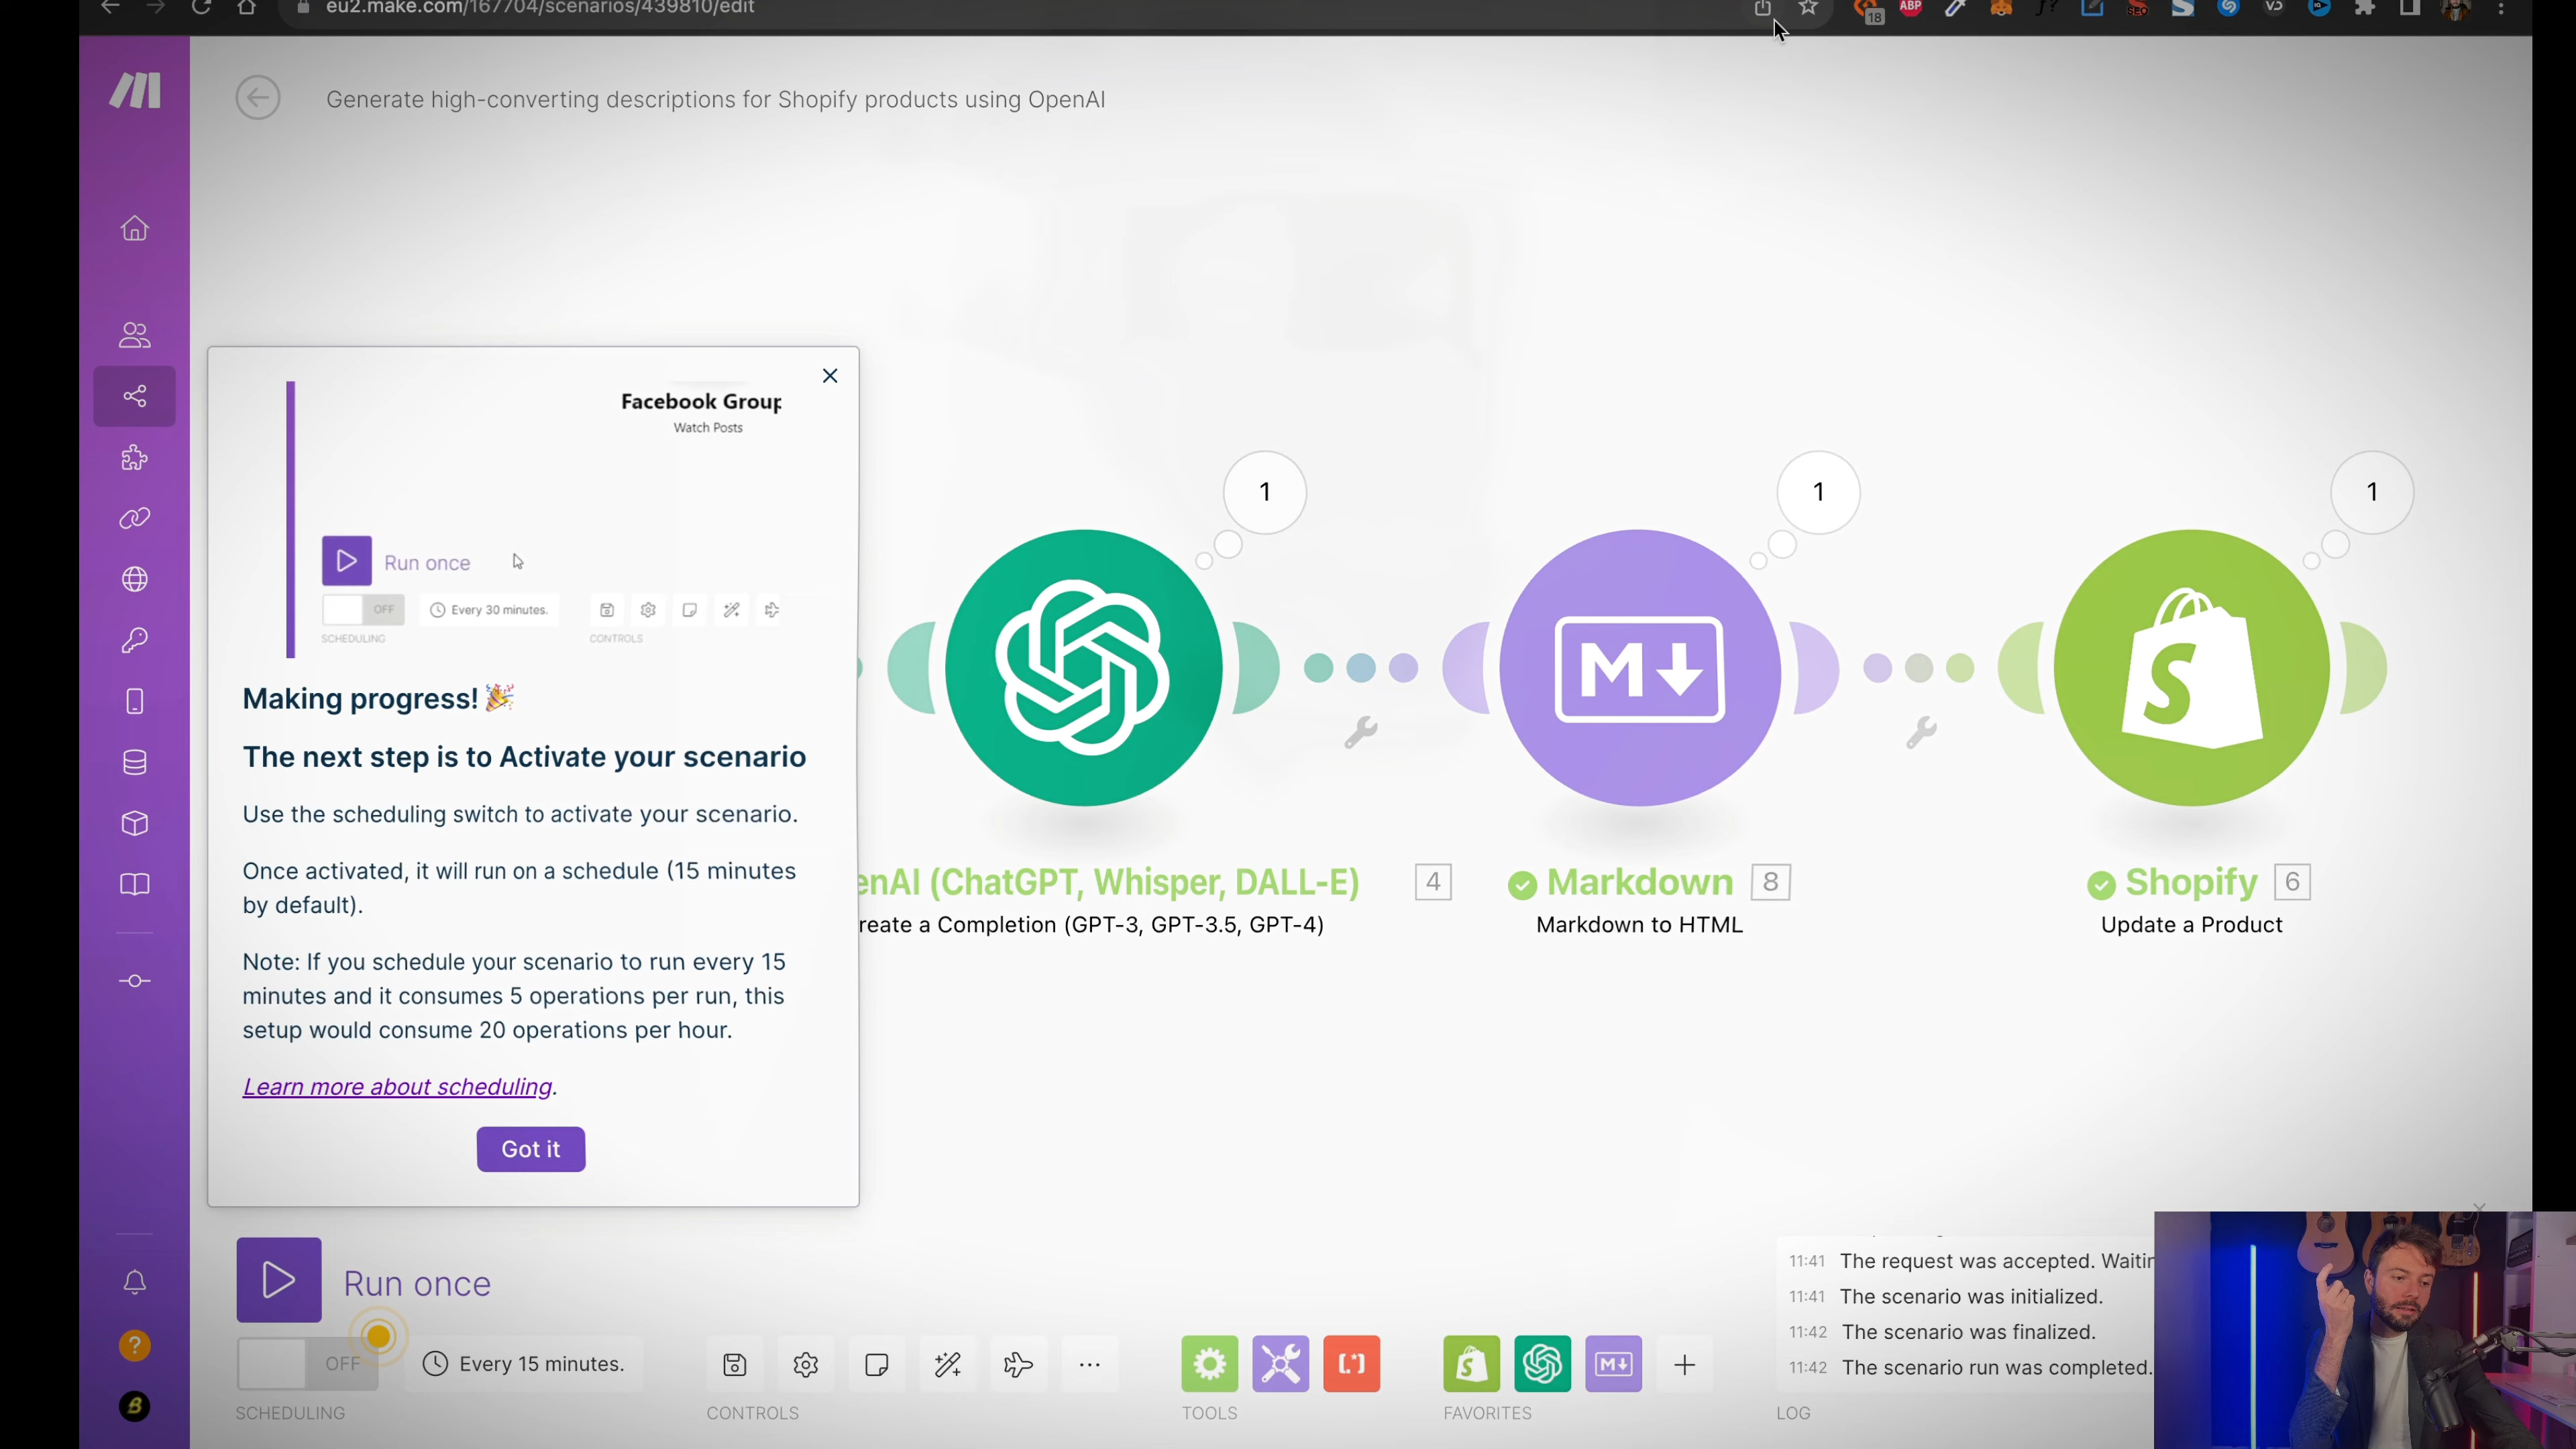 eu2.make.com/167704/scenarios/439810/edit
18
ABP
SEO
Generate high-converting descriptions for Shopify products using OpenAI
Facebook Group
Watch Posts
Run once
OFF
Every 30 minutes.
SCHEDULING
CONTROLS
Making progress! 🎉
The next step is to Activate your scenario
Use the scheduling switch to activate your scenario.
Once activated, it will run on a schedule (15 minutes
by default).
Note: If you schedule your scenario to run every 15
minutes and it consumes 5 operations per run, this
setup would consume 20 operations per hour.
Learn more about scheduling.
Got it
1
1
1
M
S
enAI (ChatGPT, Whisper, DALL-E) 4
reate a Completion (GPT-3, GPT-3.5, GPT-4)
Markdown 8
Markdown to HTML
Shopify 6
Update a Product
Run once
OFF
Every 15 minutes.
SCHEDULING
CONTROLS
TOOLS
FAVORITES
LOG
11:41 The request was accepted. Waitin
11:41 The scenario was initialized.
11:42 The scenario was finalized.
11:42 The scenario run was completed.